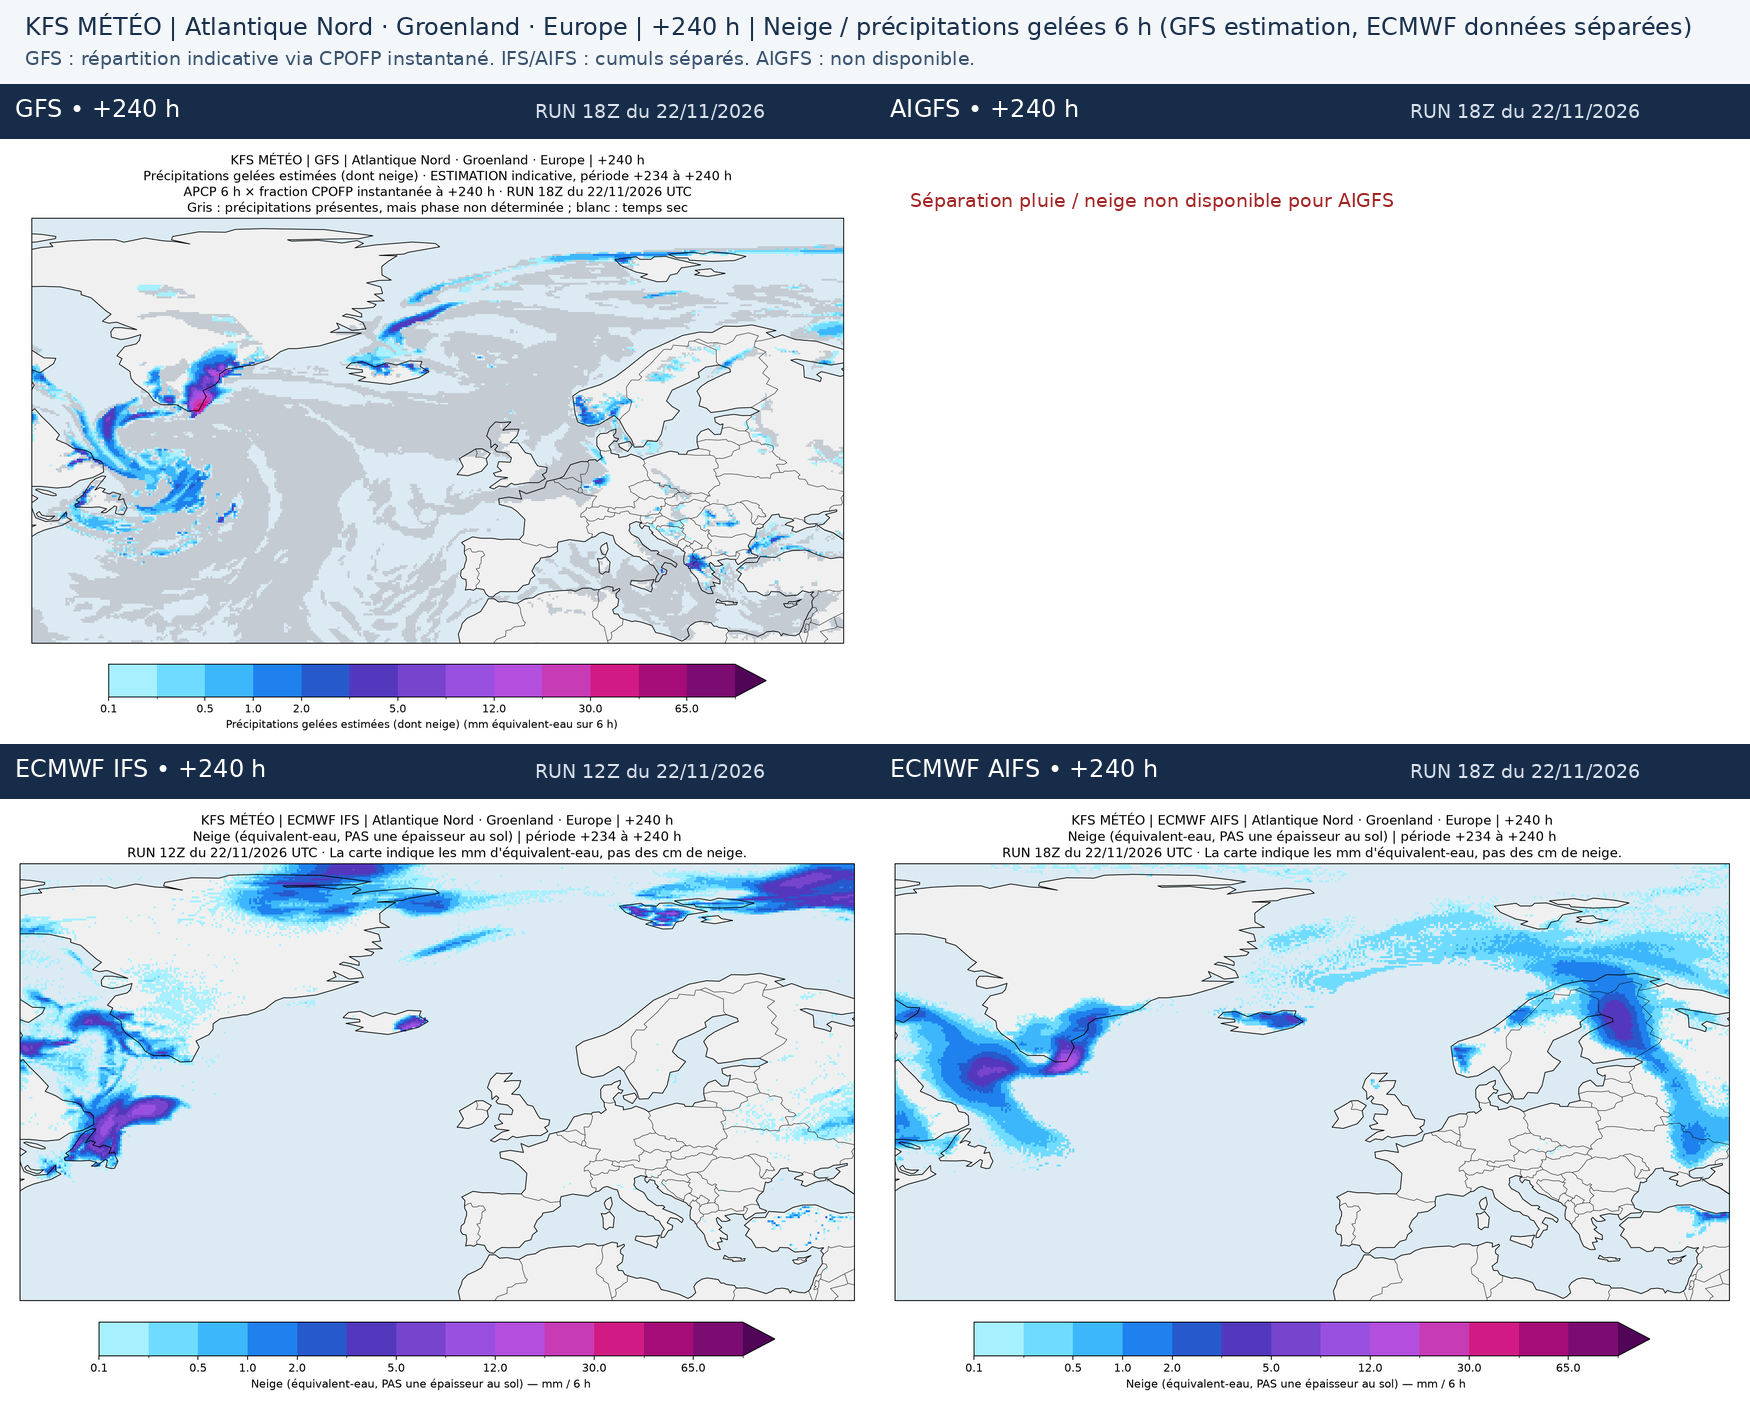 KFS MÉTÉO | Atlantique Nord · Groenland · Europe | +240 h | Neige / précipitations gelées 6 h (GFS estimation, ECMWF données séparées)
GFS : répartition indicative via CPOFP instantané. IFS/AIFS : cumuls séparés. AIGFS : non disponible.
GFS • +240 h
RUN 18Z du 22/11/2026
KFS MÉTÉO | GFS | Atlantique Nord · Groenland · Europe | +240 h
Précipitations gelées estimées (dont neige) · ESTIMATION indicative, période +234 à +240 h
APCP 6 h × fraction CPOFP instantanée à +240 h · RUN 18Z du 22/11/2026 UTC
Gris : précipitations présentes, mais phase non déterminée ; blanc : temps sec
0.1 0.5 1.0 2.0 5.0 12.0 30.0 65.0
Précipitations gelées estimées (dont neige) (mm équivalent-eau sur 6 h)
AIGFS • +240 h
RUN 18Z du 22/11/2026
Séparation pluie / neige non disponible pour AIGFS
ECMWF IFS • +240 h
RUN 12Z du 22/11/2026
KFS MÉTÉO | ECMWF IFS | Atlantique Nord · Groenland · Europe | +240 h
Neige (équivalent-eau, PAS une épaisseur au sol) | période +234 à +240 h
RUN 12Z du 22/11/2026 UTC · La carte indique les mm d'équivalent-eau, pas des cm de neige.
0.1 0.5 1.0 2.0 5.0 12.0 30.0 65.0
Neige (équivalent-eau, PAS une épaisseur au sol) — mm / 6 h
ECMWF AIFS • +240 h
RUN 18Z du 22/11/2026
KFS MÉTÉO | ECMWF AIFS | Atlantique Nord · Groenland · Europe | +240 h
Neige (équivalent-eau, PAS une épaisseur au sol) | période +234 à +240 h
RUN 18Z du 22/11/2026 UTC · La carte indique les mm d'équivalent-eau, pas des cm de neige.
0.1 0.5 1.0 2.0 5.0 12.0 30.0 65.0
Neige (équivalent-eau, PAS une épaisseur au sol) — mm / 6 h